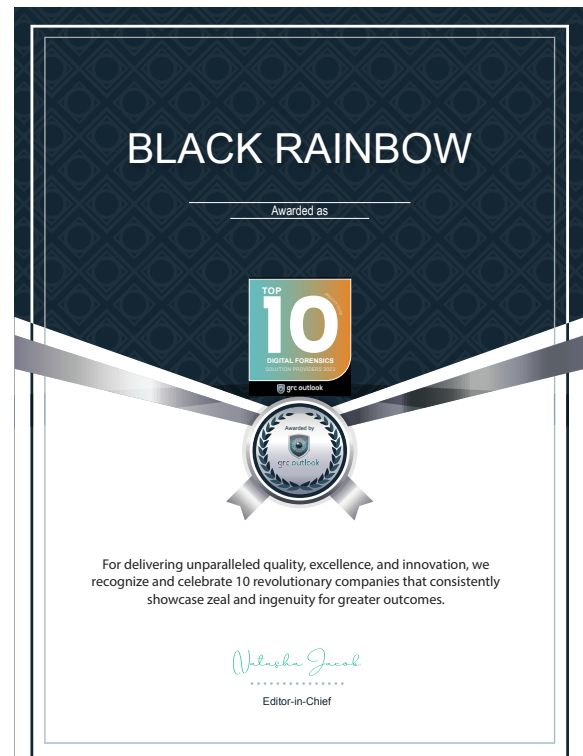 BLACK RAINBOW
Awarded as
TOP
10
DIGITAL FORENSICS
SOLUTION PROVIDERS 2022
grc outlook
Awarded by
grc outlook
For delivering unparalleled quality, excellence, and innovation, we
recognize and celebrate 10 revolutionary companies that consistently
showcase zeal and ingenuity for greater outcomes.
Natasha Jacob
Editor-in-Chief